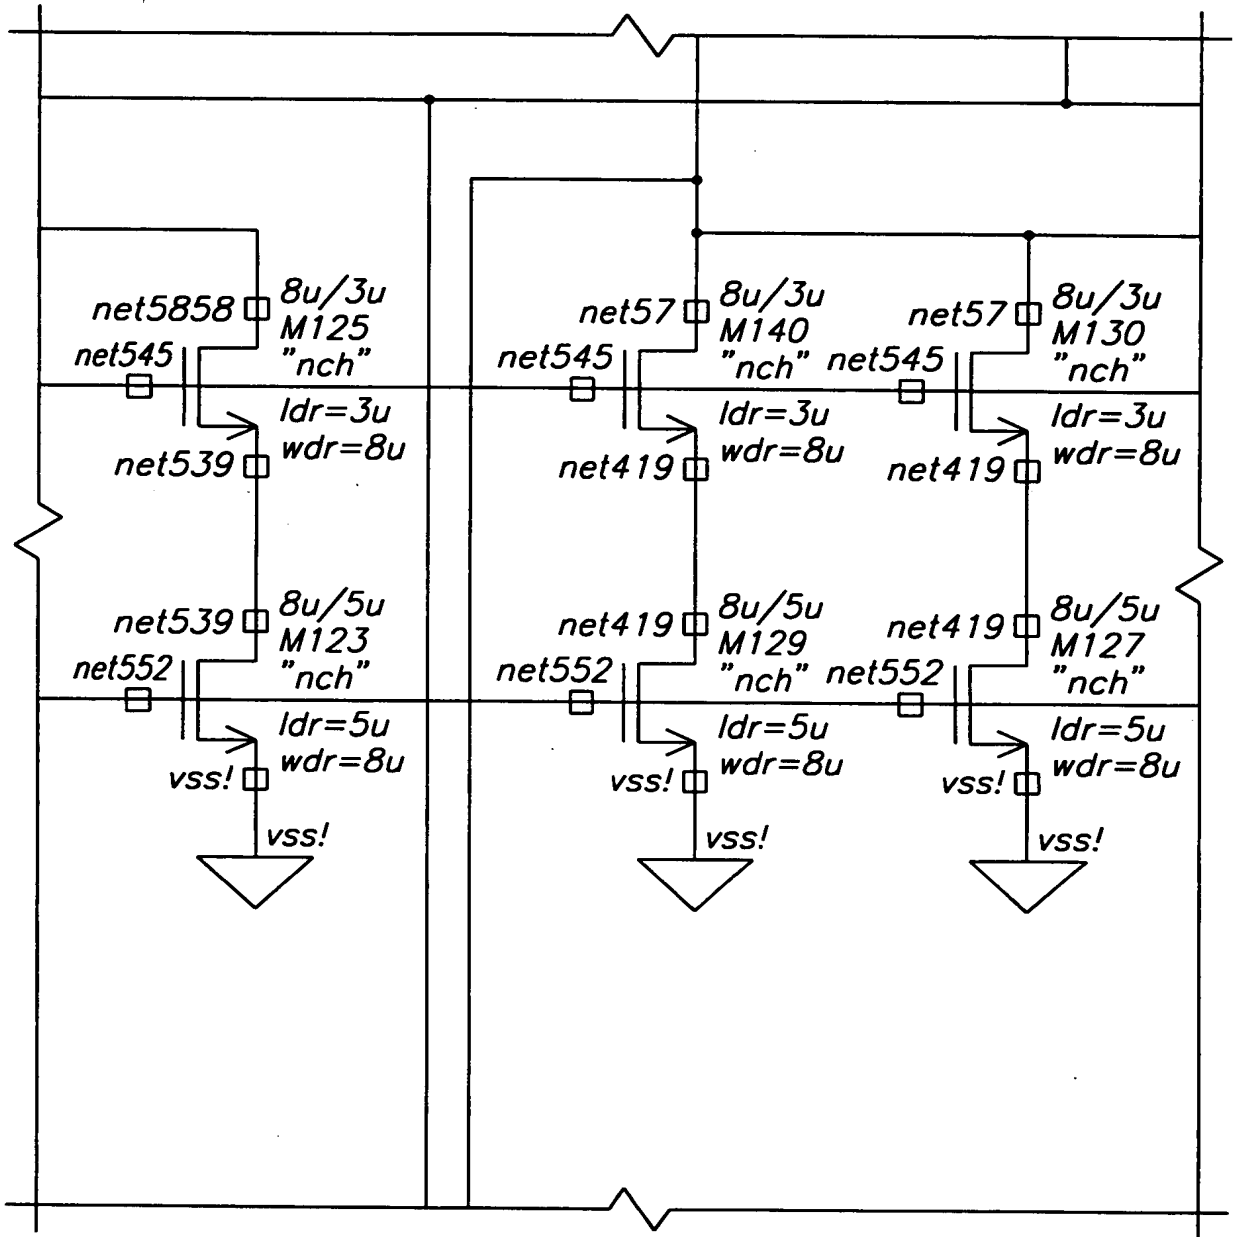 net5858
8u/3u
M125
"nch"
net545
ldr=3u
wdr=8u
net539
net57
8u/3u
M140
"nch"
net545
ldr=3u
wdr=8u
net419
net57
8u/3u
M130
"nch"
net545
ldr=3u
wdr=8u
net419
net539
8u/5u
M123
"nch"
net552
ldr=5u
wdr=8u
vss!
vss!
net419
8u/5u
M129
"nch"
net552
ldr=5u
wdr=8u
vss!
vss!
net419
8u/5u
M127
"nch"
net552
ldr=5u
wdr=8u
vss!
vss!